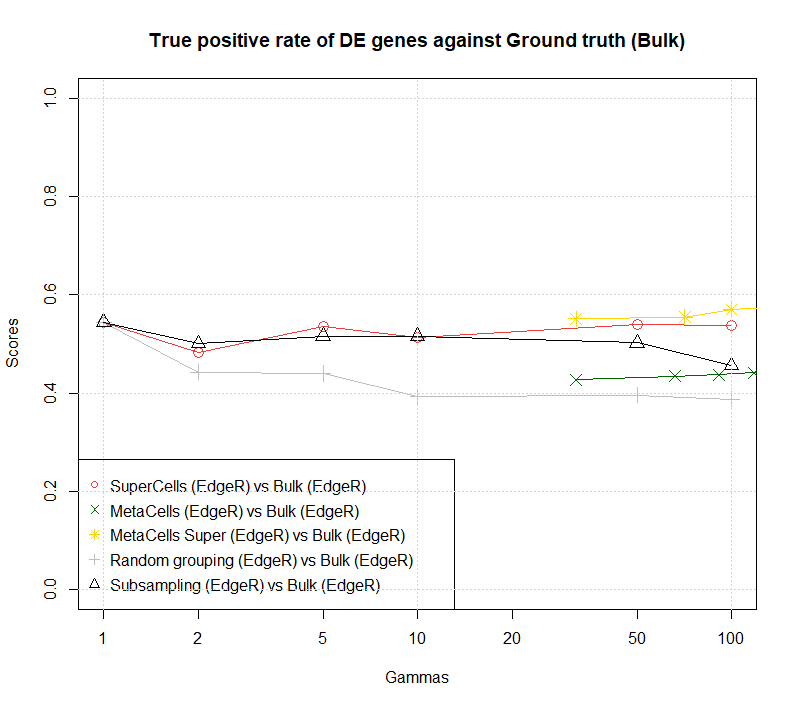 True positive rate of DE genes against Ground truth (Bulk)
1.0
0.8
0.6
0.4
0.2
0.0
Scores
SuperCells (EdgeR) vs Bulk (EdgeR)
MetaCells (EdgeR) vs Bulk (EdgeR)
MetaCells Super (EdgeR) vs Bulk (EdgeR)
Random grouping (EdgeR) vs Bulk (EdgeR)
Subsampling (EdgeR) vs Bulk (EdgeR)
1 2 5 10 20 50 100
Gammas